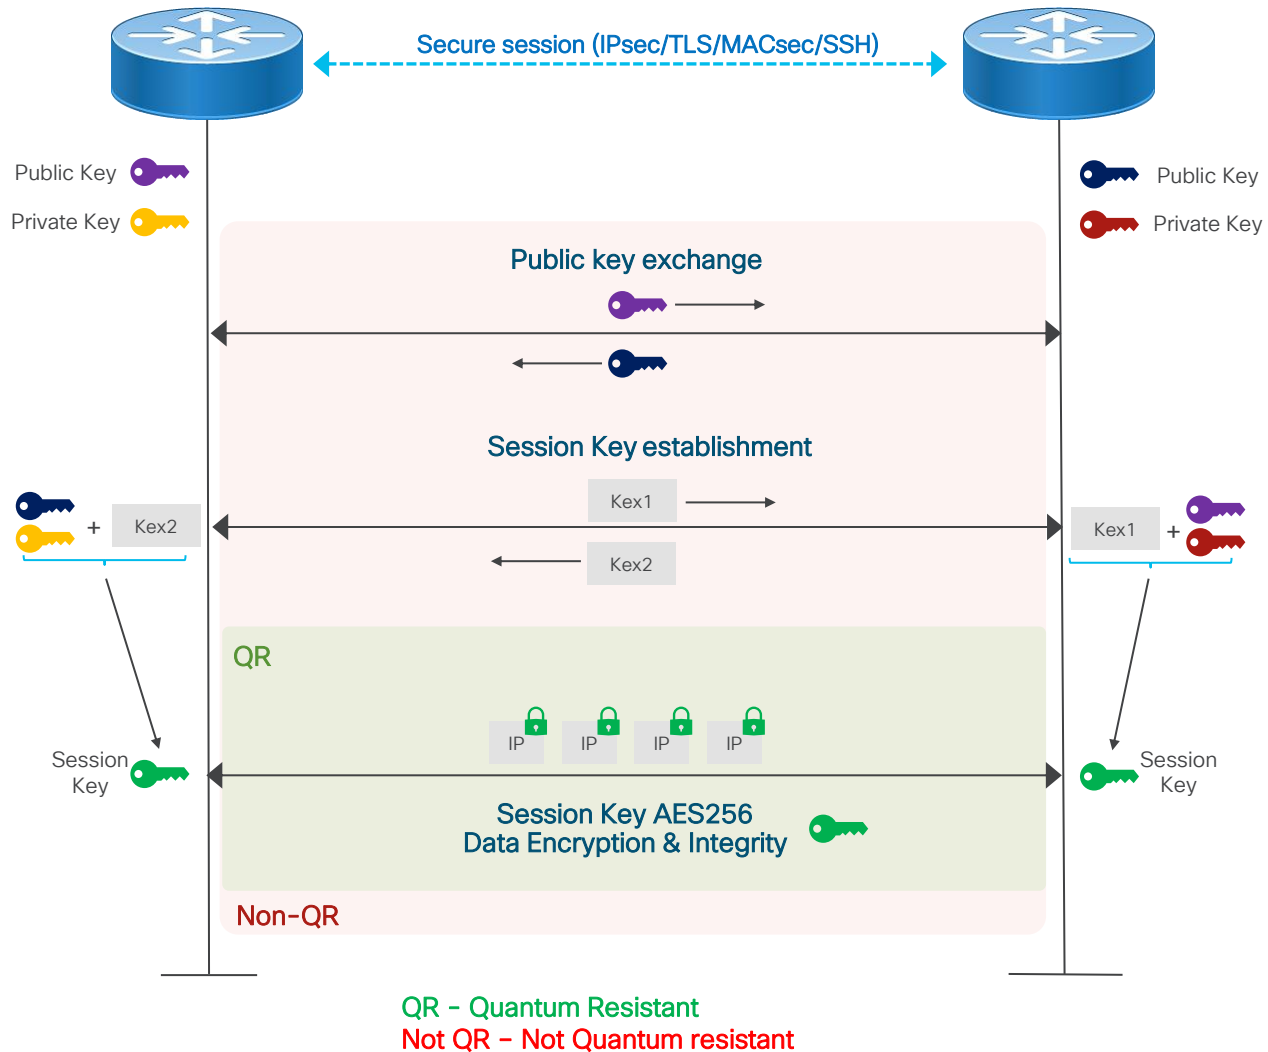 Secure session (IPsec/TLS/MACsec/SSH)
Public Key
Private Key
Public Key
Private Key
Public key exchange
Session Key establishment
Kex1
Kex2
+ Kex2
Kex1 +
QR
IP IP IP IP
Session
Key
Session
Key
Session Key AES256
Data Encryption & Integrity
Non-QR
QR - Quantum Resistant
Not QR – Not Quantum resistant